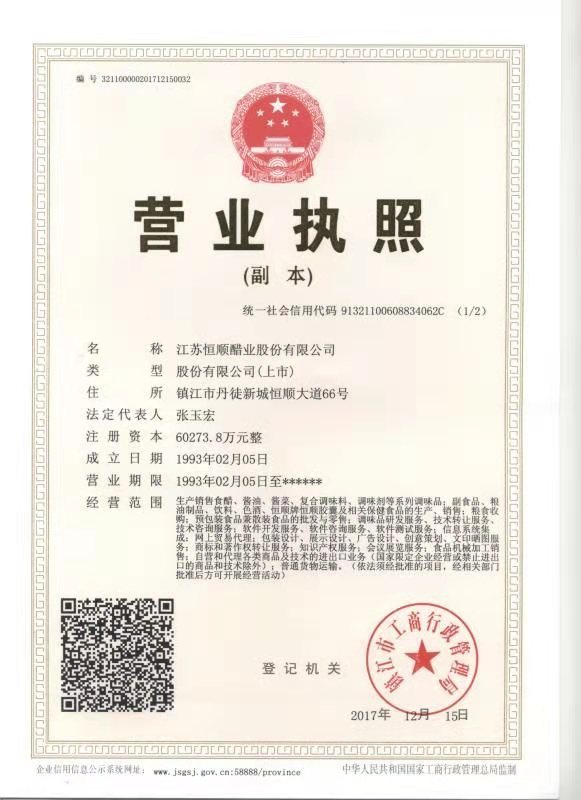 编 号 321100000201712150032
营业执照
(副 本)
统一社会信用代码 91321100608834062C (1/2)
名 称 江苏恒顺醋业股份有限公司
类 型 股份有限公司(上市)
住 所 镇江市丹徒新城恒顺大道66号
法定代表人 张玉宏
注册资本 60273.8万元整
成立日期 1993年02月05日
营业期限 1993年02月05日至******
经营范围 生产销售食醋、酱油、酱菜、复合调味料、调味剂等系列调味品;副食品、粮
油制品、饮料、色酒、恒顺牌恒顺胶囊及相关保健食品的生产、销售;粮食收
购;预包装食品兼散装食品的批发与零售;调味品研发服务、技术转让服务、
技术咨询服务;软件开发服务、软件咨询服务、软件测试服务;信息系统集
成;网上贸易代理;包装设计、展示设计、广告设计、创意策划、文印晒图服
务;商标和著作权转让服务;知识产权服务;会议展览服务;食品机械加工销
售;自营和代理各类商品及技术的进出口业务(国家限定企业经营或禁止进出
口的商品和技术除外);普通货物运输。(依法须经批准的项目,经相关部门
批准后方可开展经营活动)
登记机关
镇江市工商行政管理局
2017年 12月 15日
企业信用信息公示系统网址: www.jsgsj.gov.cn:58888/province
中华人民共和国国家工商行政管理总局监制